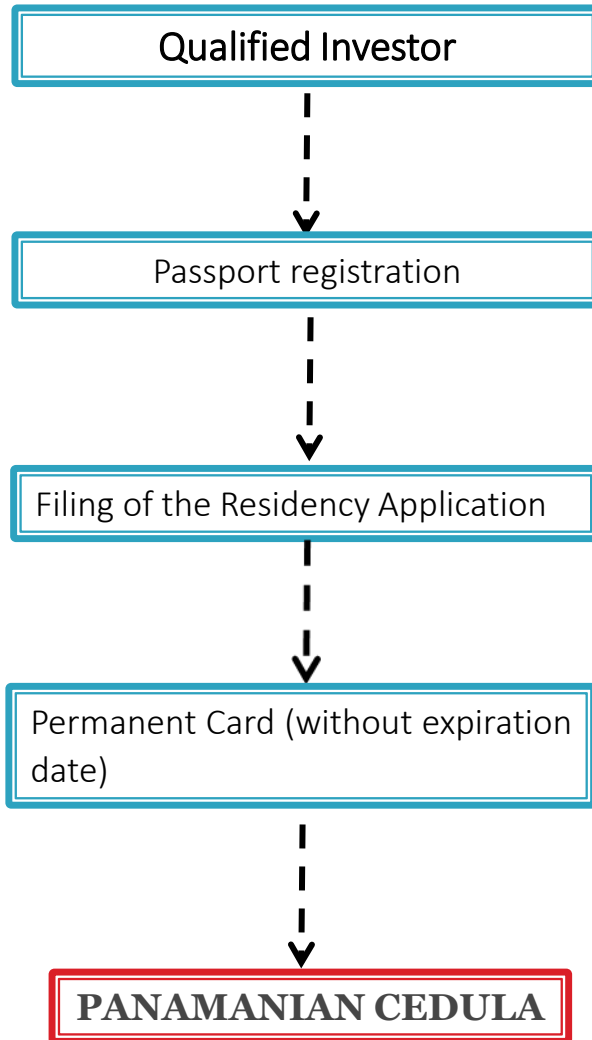 Qualified Investor
Passport registration
Filing of the Residency Application
Permanent Card (without expiration
date)
PANAMANIAN CEDULA